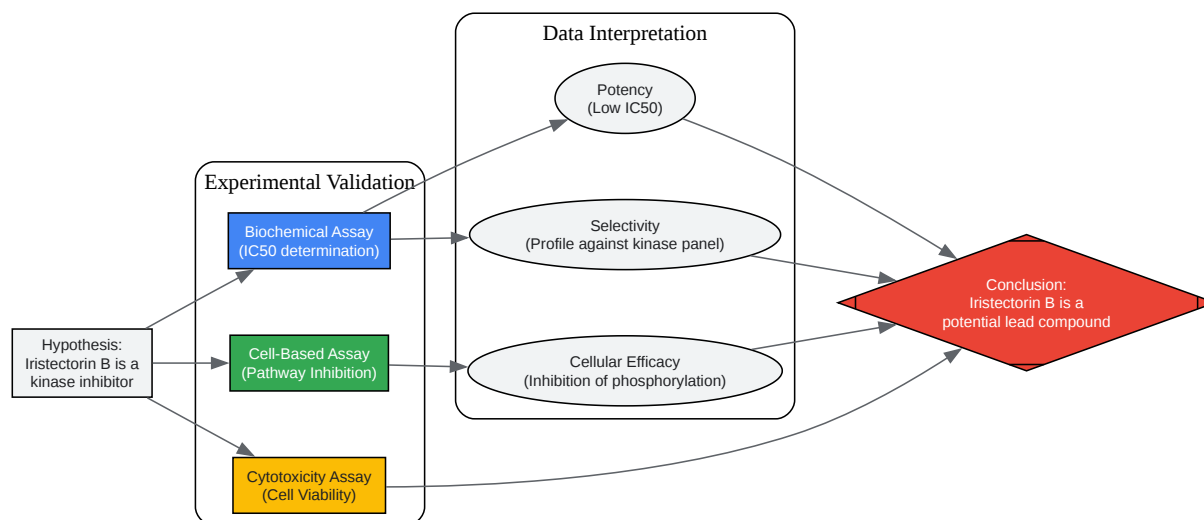 Data Interpretation
Potency
(Low IC50)
Experimental Validation
Biochemical Assay
(IC50 determination)
Selectivity
(Profile against kinase panel)
Conclusion:
Iristectorin B is a
potential lead compound
Hypothesis:
Iristectorin B is a
kinase inhibitor
Cell-Based Assay
(Pathway Inhibition)
Cellular Efficacy
(Inhibition of phosphorylation)
Cytotoxicity Assay
(Cell Viability)